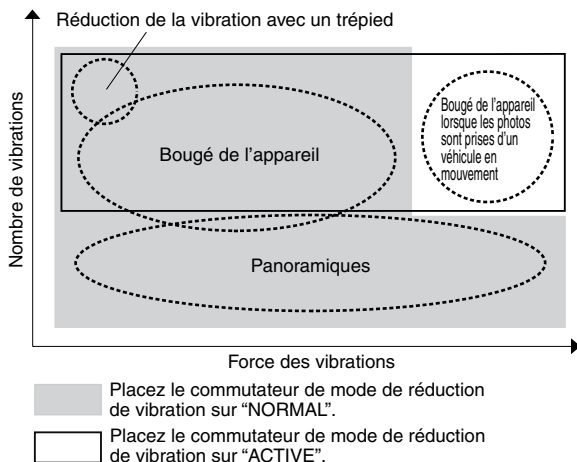 Réduction de la vibration avec un trépied
Nombre de vibrations
Bougé de l'appareil
Bougé de l'appareil
lorsque les photos
sont prises d'un
véhicule en
mouvement
Panoramiques
Force des vibrations
Placez le commutateur de mode de réduction
de vibration sur “NORMAL”.
Placez le commutateur de mode de réduction
de vibration sur “ACTIVE”.